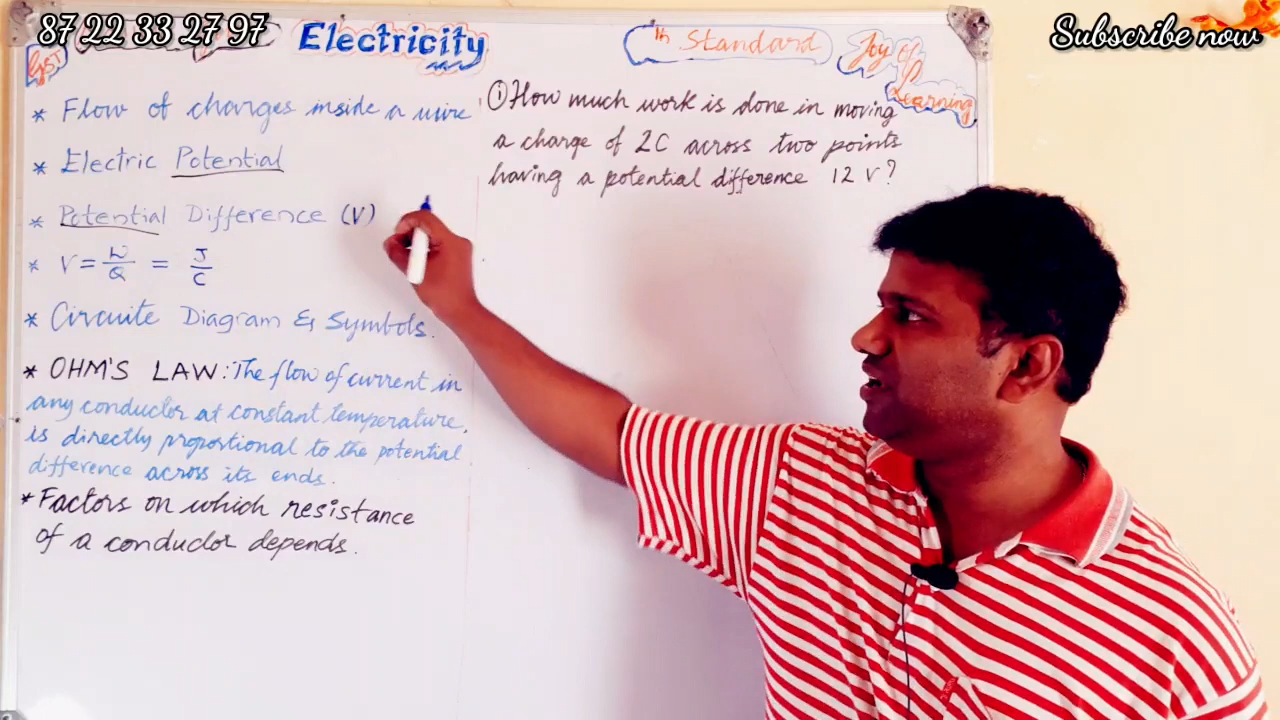 87 22 33 27 97
Electricity
th Standard
Joy of
Learning
Subscribe now
* Flow of charges inside a wire
* Electric Potential
* Potential Difference (V)
* V = W/Q = J/C
* Circuite Diagram & Symbols.
* OHM'S LAW: The flow of current in
any conductor at constant temperature,
is directly proportional to the potential
difference across its ends.
* Factors on which resistance
of a conductor depends.
① How much work is done in moving
a charge of 2C across two points
having a potential difference 12 V?